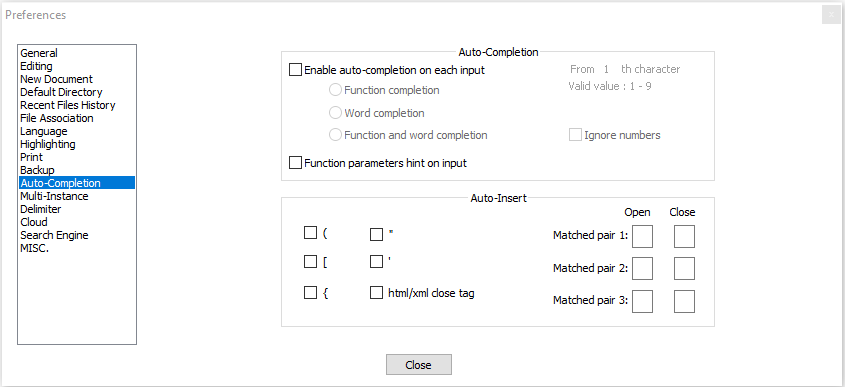 Preferences
General
Editing
New Document
Default Directory
Recent Files History
File Association
Language
Highlighting
Print
Backup
Auto-Completion
Multi-Instance
Delimiter
Cloud
Search Engine
MISC.
Auto-Completion
Enable auto-completion on each input
From 1 th character
Valid value : 1 - 9
Function completion
Word completion
Function and word completion
Ignore numbers
Function parameters hint on input
Auto-Insert
Open Close
( " Matched pair 1:
[ ' Matched pair 2:
{ html/xml close tag Matched pair 3:
Close